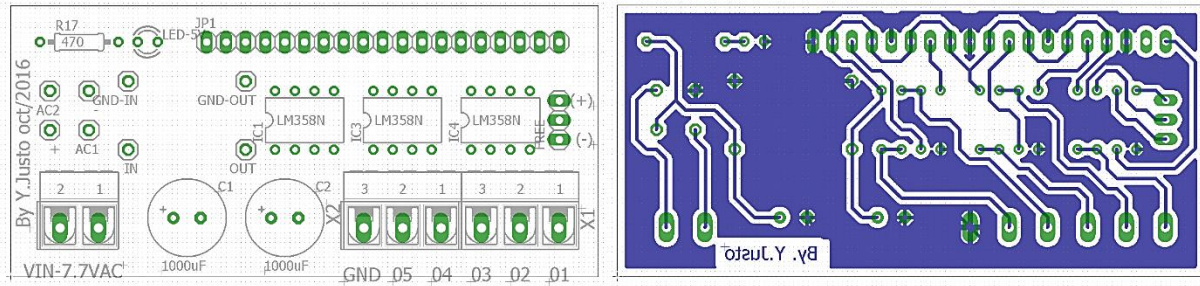 R17
470
LED-5V
JP1
AC2
GND-IN
GND-OUT
-
+
AC1
IN
OUT
IC1
LM358N
IC3
LM358N
IC4
LM358N
FREE
(+)
(-)
By Y.Justo oct/2016
2 1
C1
+
1000uF
C2
+
1000uF
X2
3 2 1
3 2 1
X1
VIN-7.7VAC
GND 05 04 03 02 01
By. Y.Justo